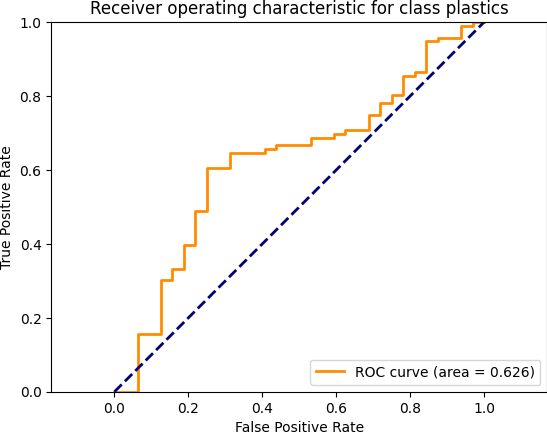 Receiver operating characteristic for class plastics
1.0
0.8
0.6
0.4
0.2
0.0
True Positive Rate
ROC curve (area = 0.626)
0.0 0.2 0.4 0.6 0.8 1.0
False Positive Rate